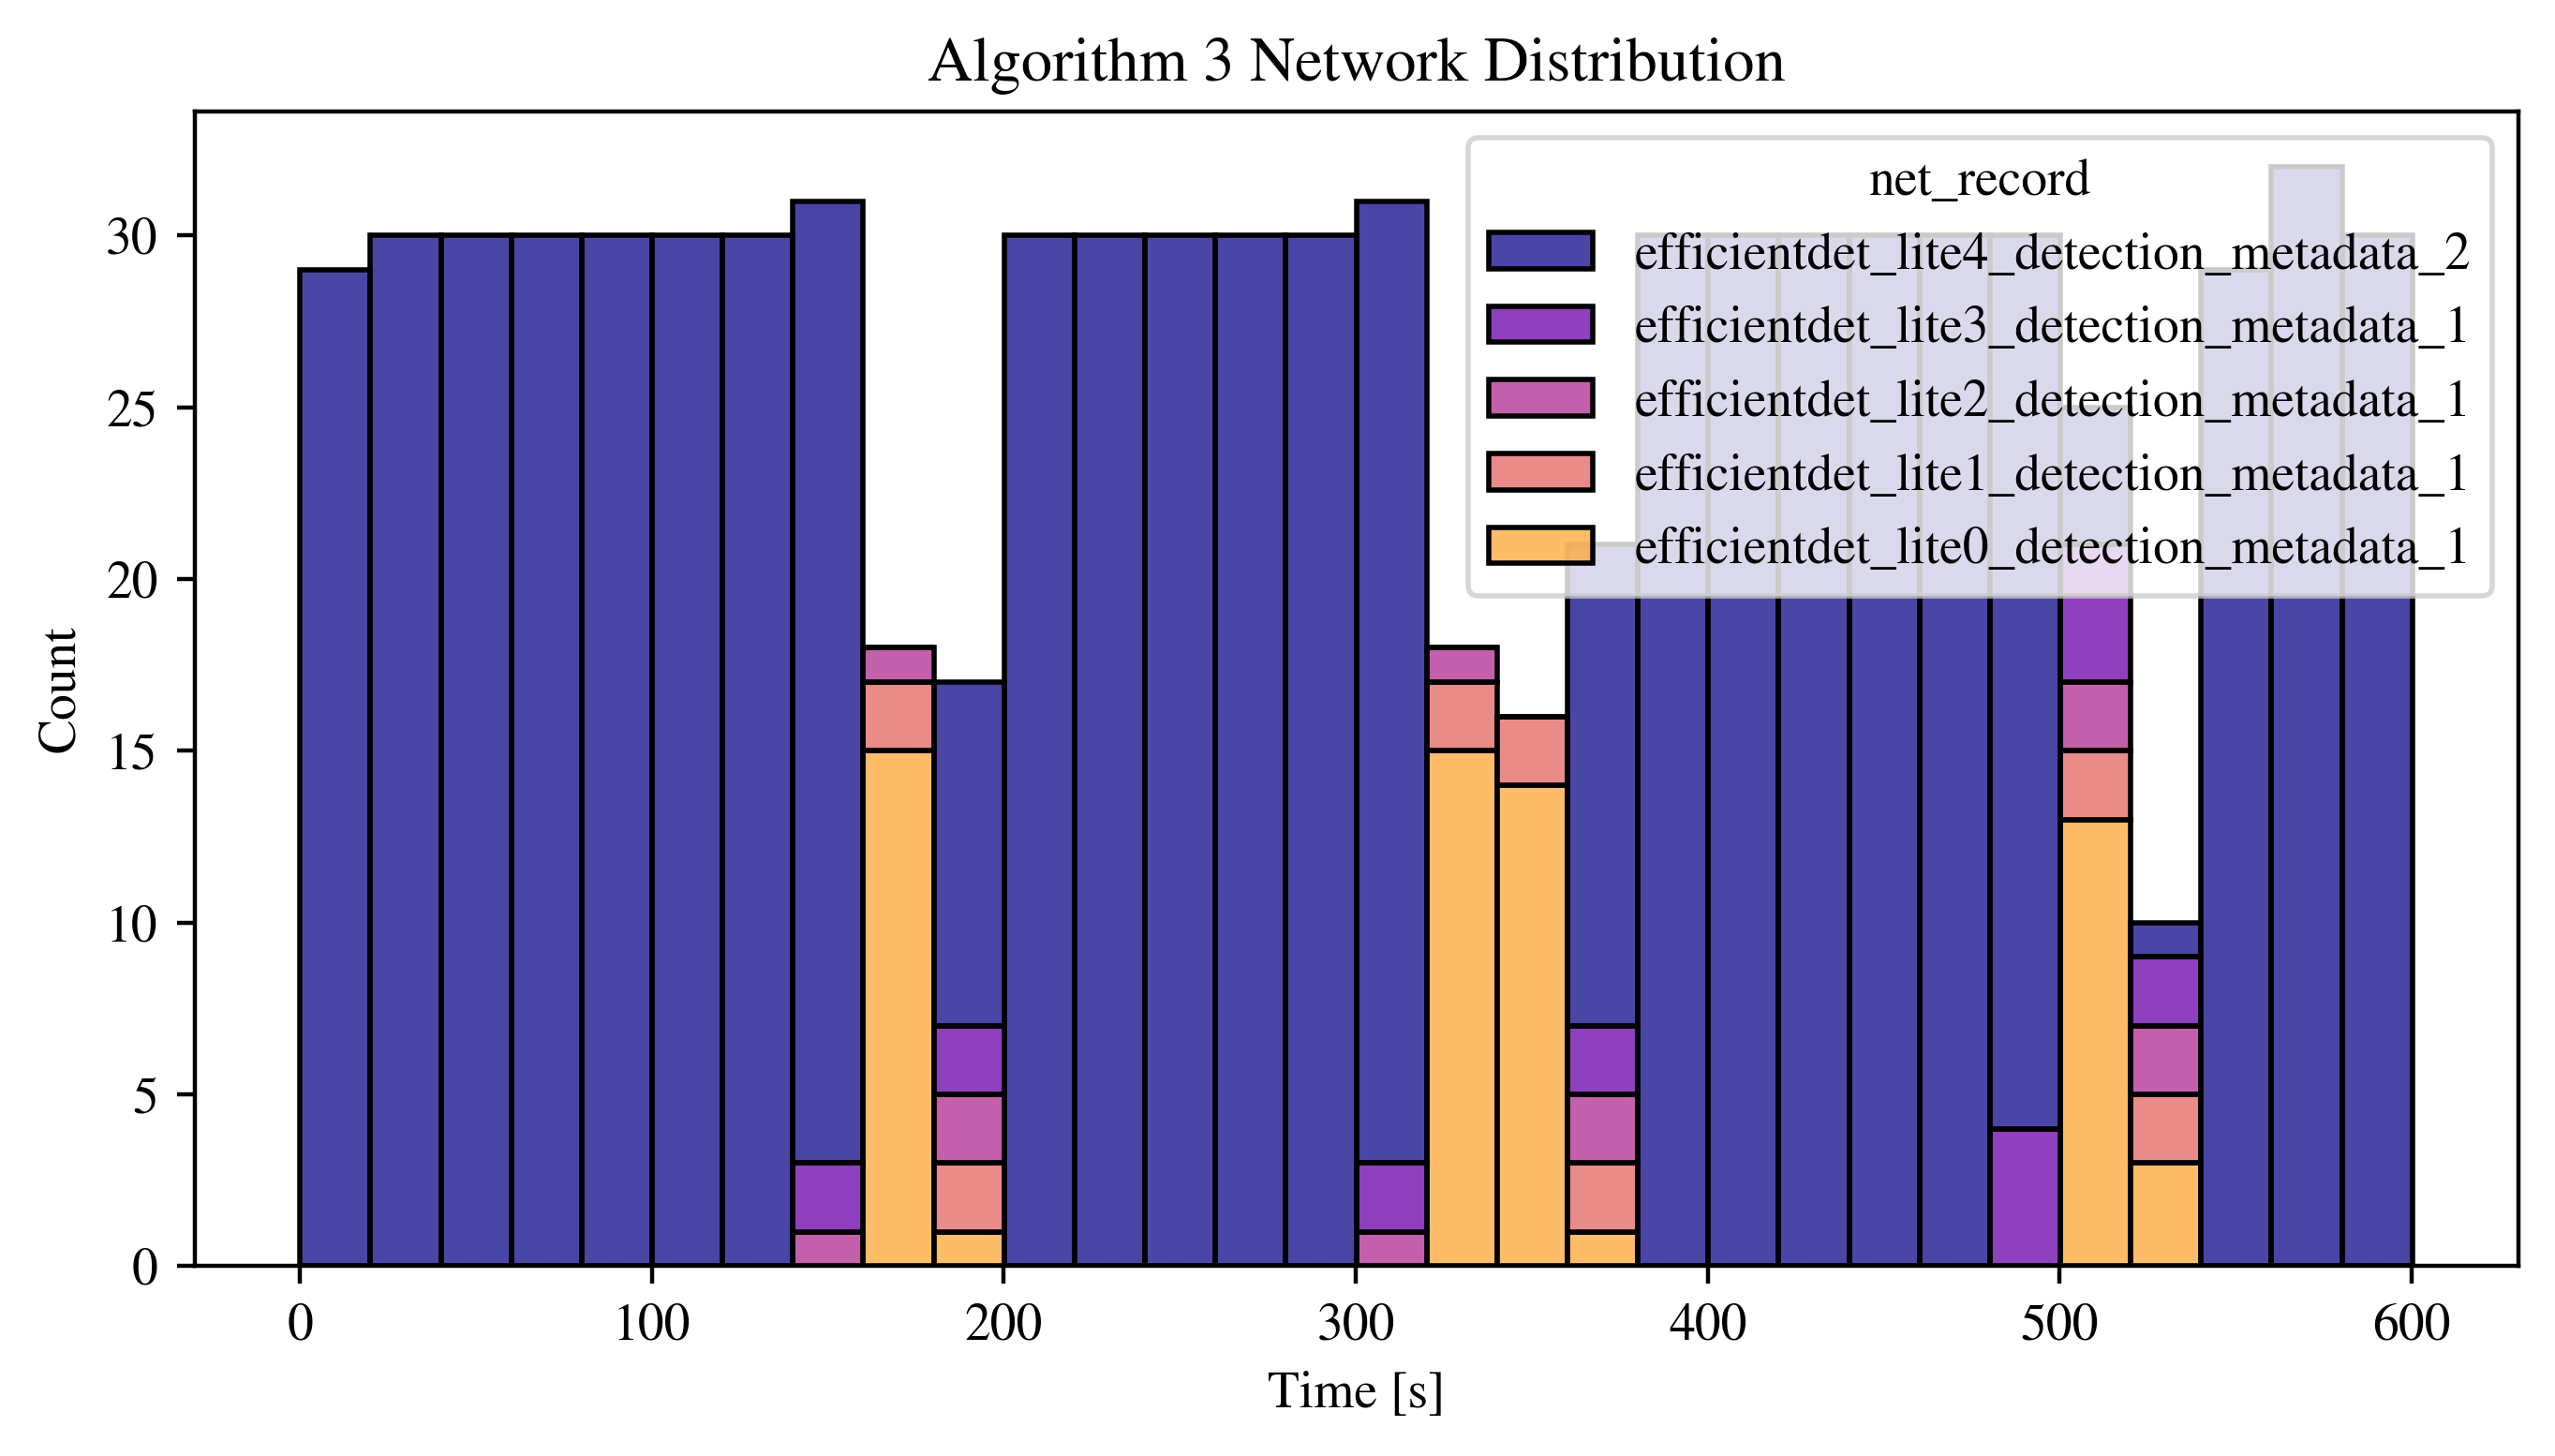 Algorithm 3 Network Distribution
net_record
efficientdet_lite4_detection_metadata_2
efficientdet_lite3_detection_metadata_1
efficientdet_lite2_detection_metadata_1
efficientdet_lite1_detection_metadata_1
efficientdet_lite0_detection_metadata_1
Count
30
25
20
15
10
5
0
0 100 200 300 400 500 600
Time [s]